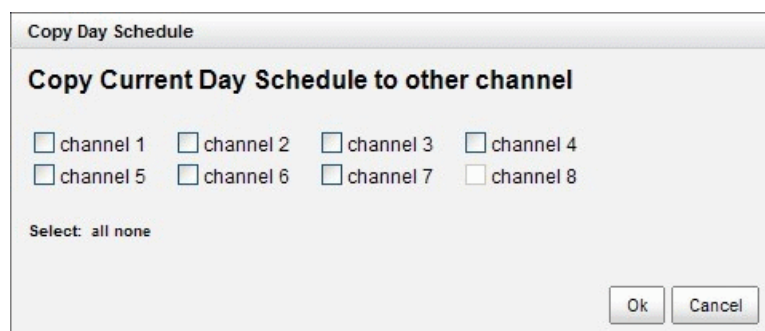 Copy Day Schedule
Copy Current Day Schedule to other channel
channel 1 channel 2 channel 3 channel 4
channel 5 channel 6 channel 7 channel 8
Select: all none
Ok Cancel